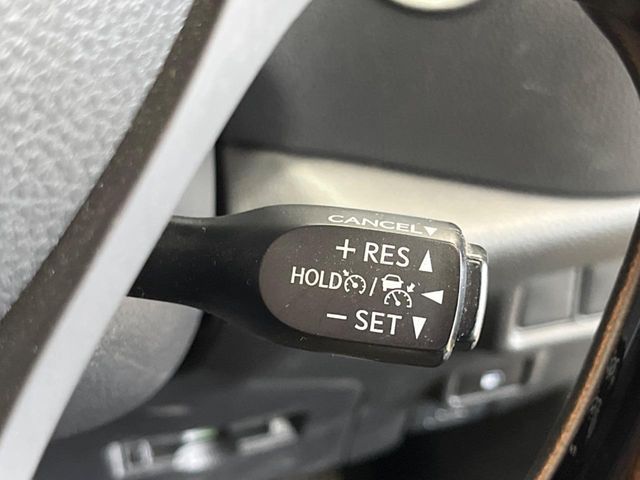 CANCEL▼
+ RES ▲
HOLD / ◀
− SET ▼